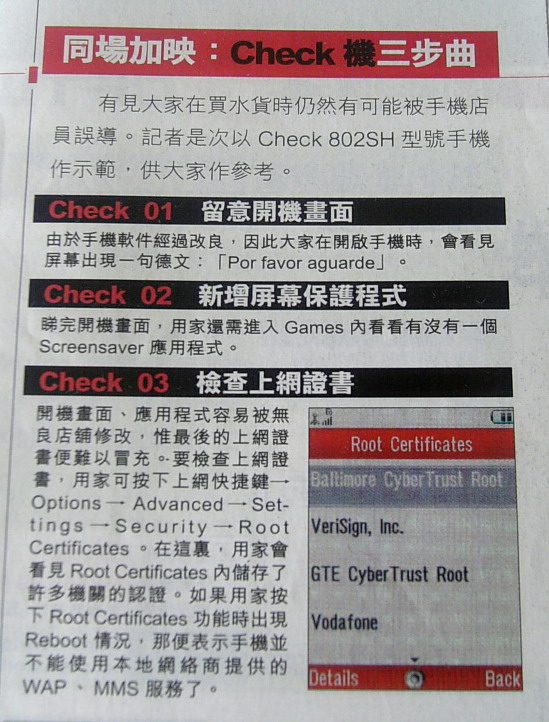 同場加映：Check 機三步曲
有見大家在買水貨時仍然有可能被手機店
員誤導。記者是次以 Check 802SH 型號手機
作示範，供大家作參考。
Check 01 留意開機畫面
由於手機軟件經過改良，因此大家在開啟手機時，會看見
屏幕出現一句德文：「Por favor aguarde」。
Check 02 新增屏幕保護程式
睇完開機畫面，用家還需進入 Games 內看看有沒有一個
Screensaver 應用程式。
Check 03 檢查上網證書
開機畫面、應用程式容易被無
良店舖修改，惟最後的上網證
書便難以冒充。要檢查上網證
書，用家可按下上網快捷鍵→
Options → Advanced → Set-
tings → Security → Root
Certificates。在這裏，用家會
看見 Root Certificates 內儲存了
許多機關的認證。如果用家按
下 Root Certificates 功能時出現
Reboot 情況，那便表示手機並
不能使用本地網絡商提供的
WAP、MMS 服務了。
Root Certificates
Baltimore CyberTrust Root
VeriSign, Inc.
GTE CyberTrust Root
Vodafone
Details Back